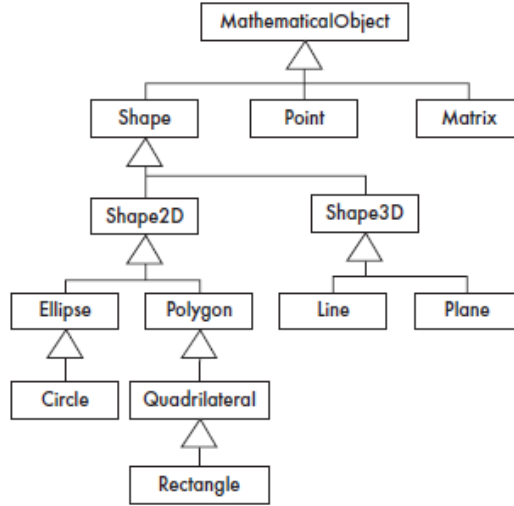 MathematicalObject
Shape
Point
Matrix
Shape2D
Shape3D
Ellipse
Polygon
Line
Plane
Circle
Quadrilateral
Rectangle